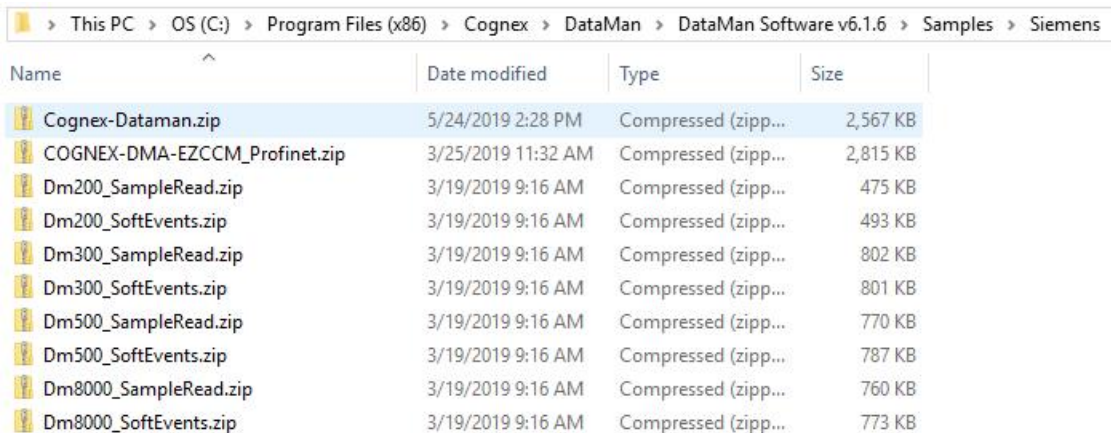 This PC > OS (C:) > Program Files (x86) > Cognex > DataMan > DataMan Software v6.1.6 > Samples > Siemens
Name Date modified Type Size
Cognex-Dataman.zip 5/24/2019 2:28 PM Compressed (zipp... 2,567 KB
COGNEX-DMA-EZCCM_Profinet.zip 3/25/2019 11:32 AM Compressed (zipp... 2,815 KB
Dm200_SampleRead.zip 3/19/2019 9:16 AM Compressed (zipp... 475 KB
Dm200_SoftEvents.zip 3/19/2019 9:16 AM Compressed (zipp... 493 KB
Dm300_SampleRead.zip 3/19/2019 9:16 AM Compressed (zipp... 802 KB
Dm300_SoftEvents.zip 3/19/2019 9:16 AM Compressed (zipp... 801 KB
Dm500_SampleRead.zip 3/19/2019 9:16 AM Compressed (zipp... 770 KB
Dm500_SoftEvents.zip 3/19/2019 9:16 AM Compressed (zipp... 787 KB
Dm8000_SampleRead.zip 3/19/2019 9:16 AM Compressed (zipp... 760 KB
Dm8000_SoftEvents.zip 3/19/2019 9:16 AM Compressed (zipp... 773 KB